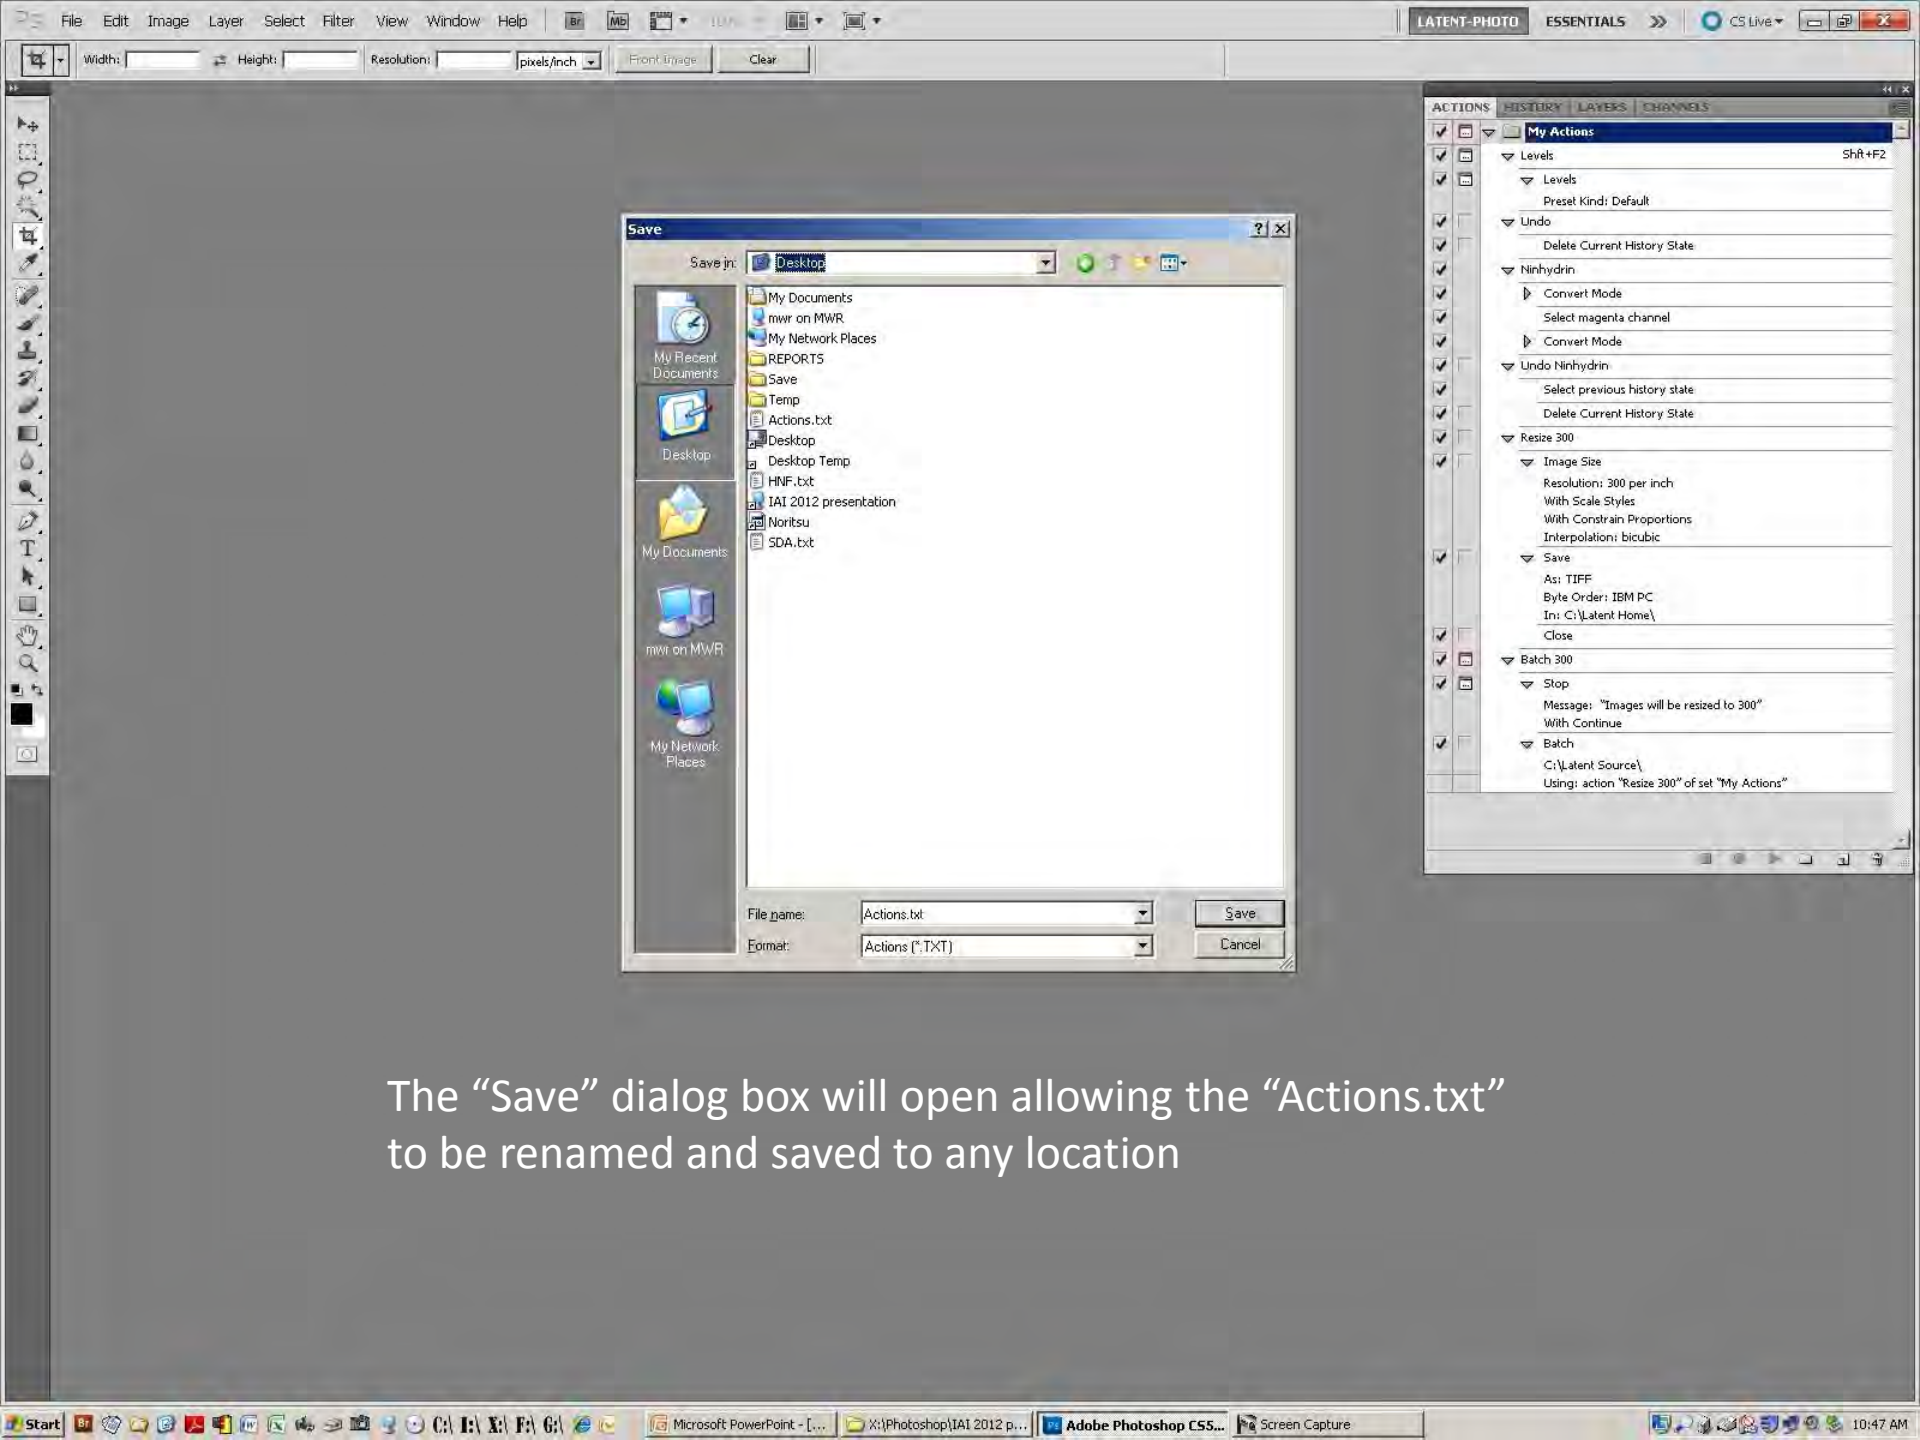 File Edit Image Layer Select Filter View Window Help Br Mb LATENT-PHOTO ESSENTIALS CS Live
Width: Height: Resolution: pixels/inch Front Image Clear
ACTIONS HISTORY LAYERS CHANNELS
My Actions
Levels Shft+F2
Levels
Preset Kind: Default
Undo
Delete Current History State
Ninhydrin
Convert Mode
Select magenta channel
Convert Mode
Undo Ninhydrin
Select previous history state
Delete Current History State
Resize 300
Image Size
Resolution: 300 per inch
With Scale Styles
With Constrain Proportions
Interpolation: bicubic
Save
As: TIFF
Byte Order: IBM PC
In: C:\Latent Home\
Close
Batch 300
Stop
Message: "Images will be resized to 300"
With Continue
Batch
C:\Latent Source\
Using: action "Resize 300" of set "My Actions"
Save
Save in: Desktop
My Recent
Documents
Desktop
My Documents
mwr on MWR
My Network
Places
My Documents
mwr on MWR
My Network Places
REPORTS
Save
Temp
Actions.txt
Desktop
Desktop Temp
HNF.txt
IAI 2012 presentation
Noritsu
SDA.txt
File name: Actions.txt Save
Format: Actions (*.TXT) Cancel
The “Save” dialog box will open allowing the “Actions.txt”
to be renamed and saved to any location
Start Br C:\ I:\ X:\ F:\ G:\ Microsoft PowerPoint - [... X:\Photoshop\IAI 2012 p... Ps Adobe Photoshop CS5... Screen Capture 10:47 AM